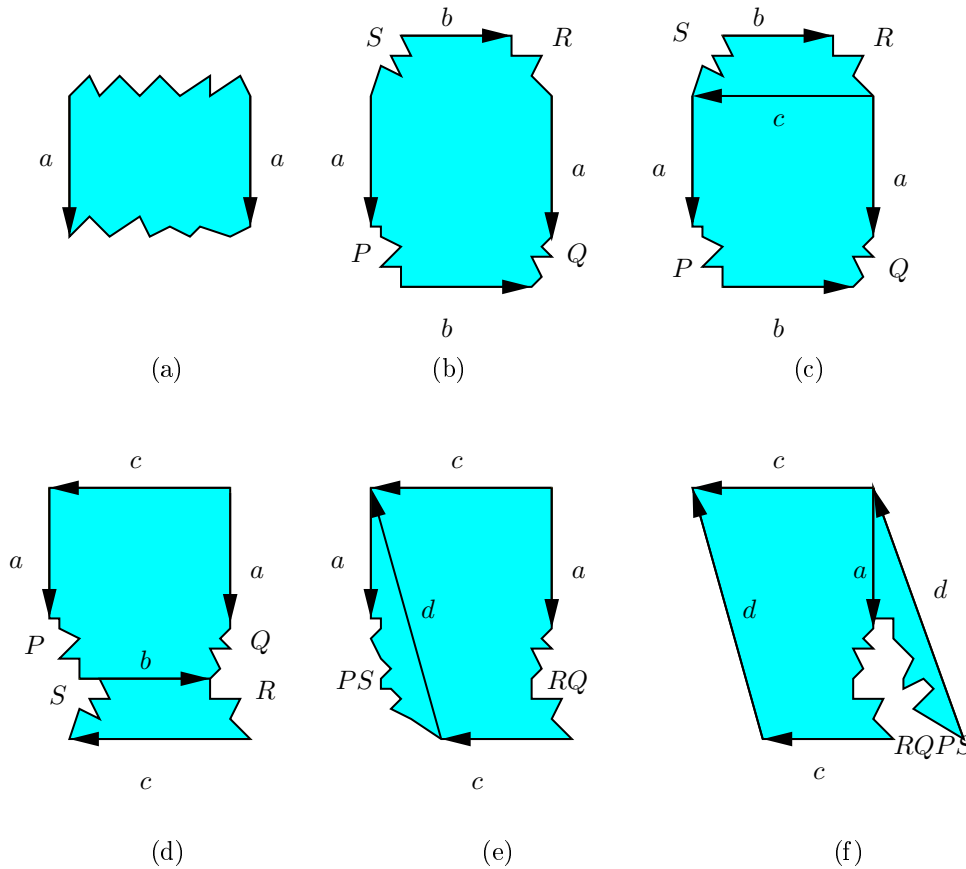 b
S R b
S R
a a
c
a a
a a
P Q
P Q
b b
(a) (b) (c)
c c c
a a a a a
d
d d
P Q
b
S R PS RQ
RQPS
c c c
(d) (e) (f)